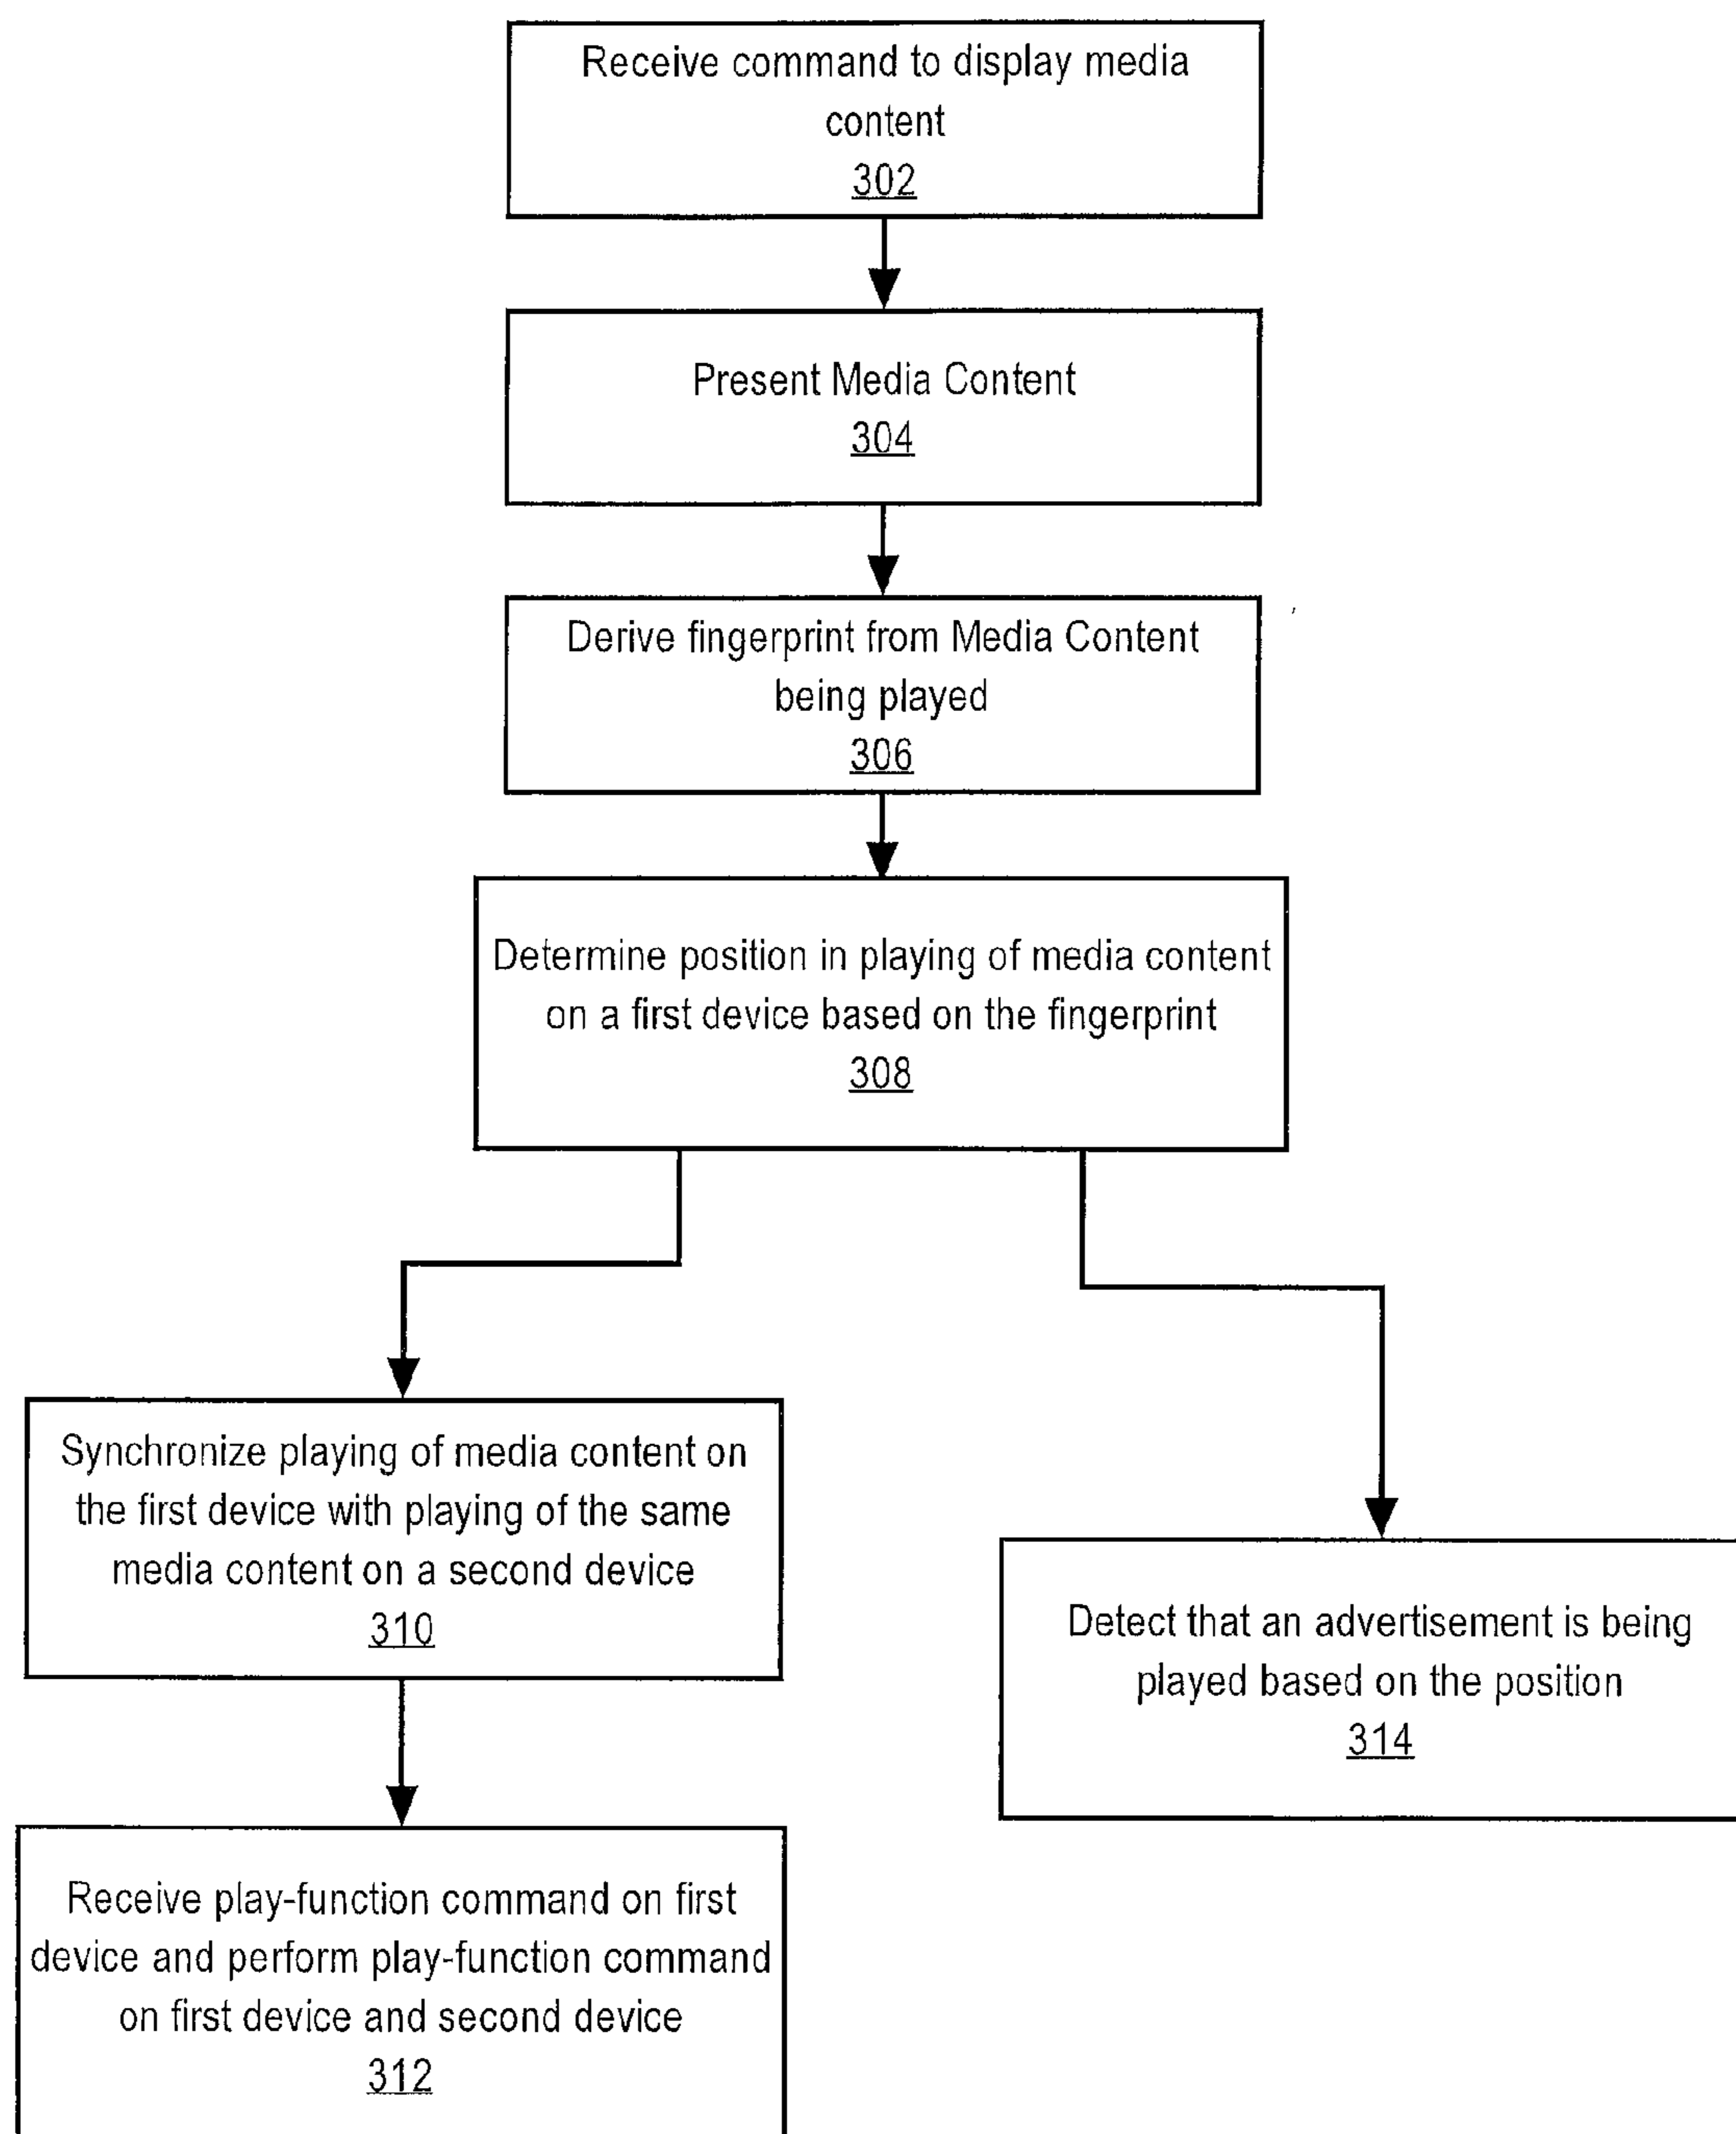 Receive command to display media
content
302
Present Media Content
304
Derive fingerprint from Media Content
being played
306
Determine position in playing of media content
on a first device based on the fingerprint
308
Synchronize playing of media content on
the first device with playing of the same
media content on a second device
310
Detect that an advertisement is being
played based on the position
314
Receive play-function command on first
device and perform play-function command
on first device and second device
312